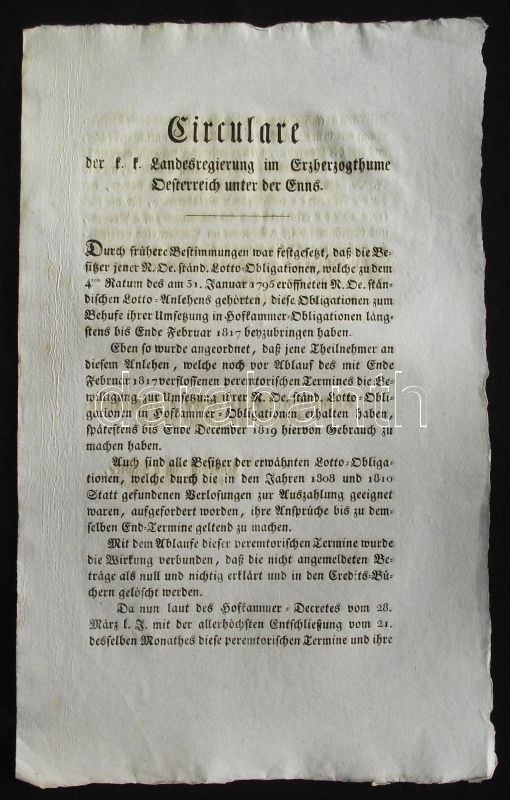 Circulare
der k. k. Landesregierung im Erzherzogthume
Oesterreich unter der Enns.
Durch frühere Bestimmungen war festgesetzt, daß die Be-
sitzer jener N. Oe. ständ. Lotto-Obligationen, welche zu dem
4ten Ratum des am 31. Januar 1795 eröffneten N. Oe. stän-
dischen Lotto-Anlehens gehörten, diese Obligationen zum
Behufe ihrer Umsetzung in Hofkammer-Obligationen läng-
stens bis Ende Februar 1817 beyzubringen haben.
Eben so wurde angeordnet, daß jene Theilnehmer an
diesem Anlehen, welche noch vor Ablauf des mit Ende
Februar 1817 verflossenen peremtorischen Termines die Be-
willigung zur Umsetzung ihrer N. Oe. ständ. Lotto-Obli-
gationen in Hofkammer-Obligationen erhalten haben,
spätestens bis Ende December 1819 hiervon Gebrauch zu
machen haben.
Auch sind alle Besitzer der erwähnten Lotto-Obliga-
tionen, welche durch die in den Jahren 1808 und 1810
Statt gefundenen Verlosungen zur Auszahlung geeignet
waren, aufgefordert worden, ihre Ansprüche bis zu dem-
selben End-Termine geltend zu machen.
Mit dem Ablaufe dieser peremtorischen Termine wurde
die Wirkung verbunden, daß die nicht angemeldeten Be-
träge als null und nichtig erklärt und in den Credits-Bü-
chern gelöscht werden.
Da nun laut des Hofkammer-Decretes vom 28.
März l. J. mit der allerhöchsten Entschließung vom 21.
desselben Monathes diese peremtorischen Termine und ihre
darabanth